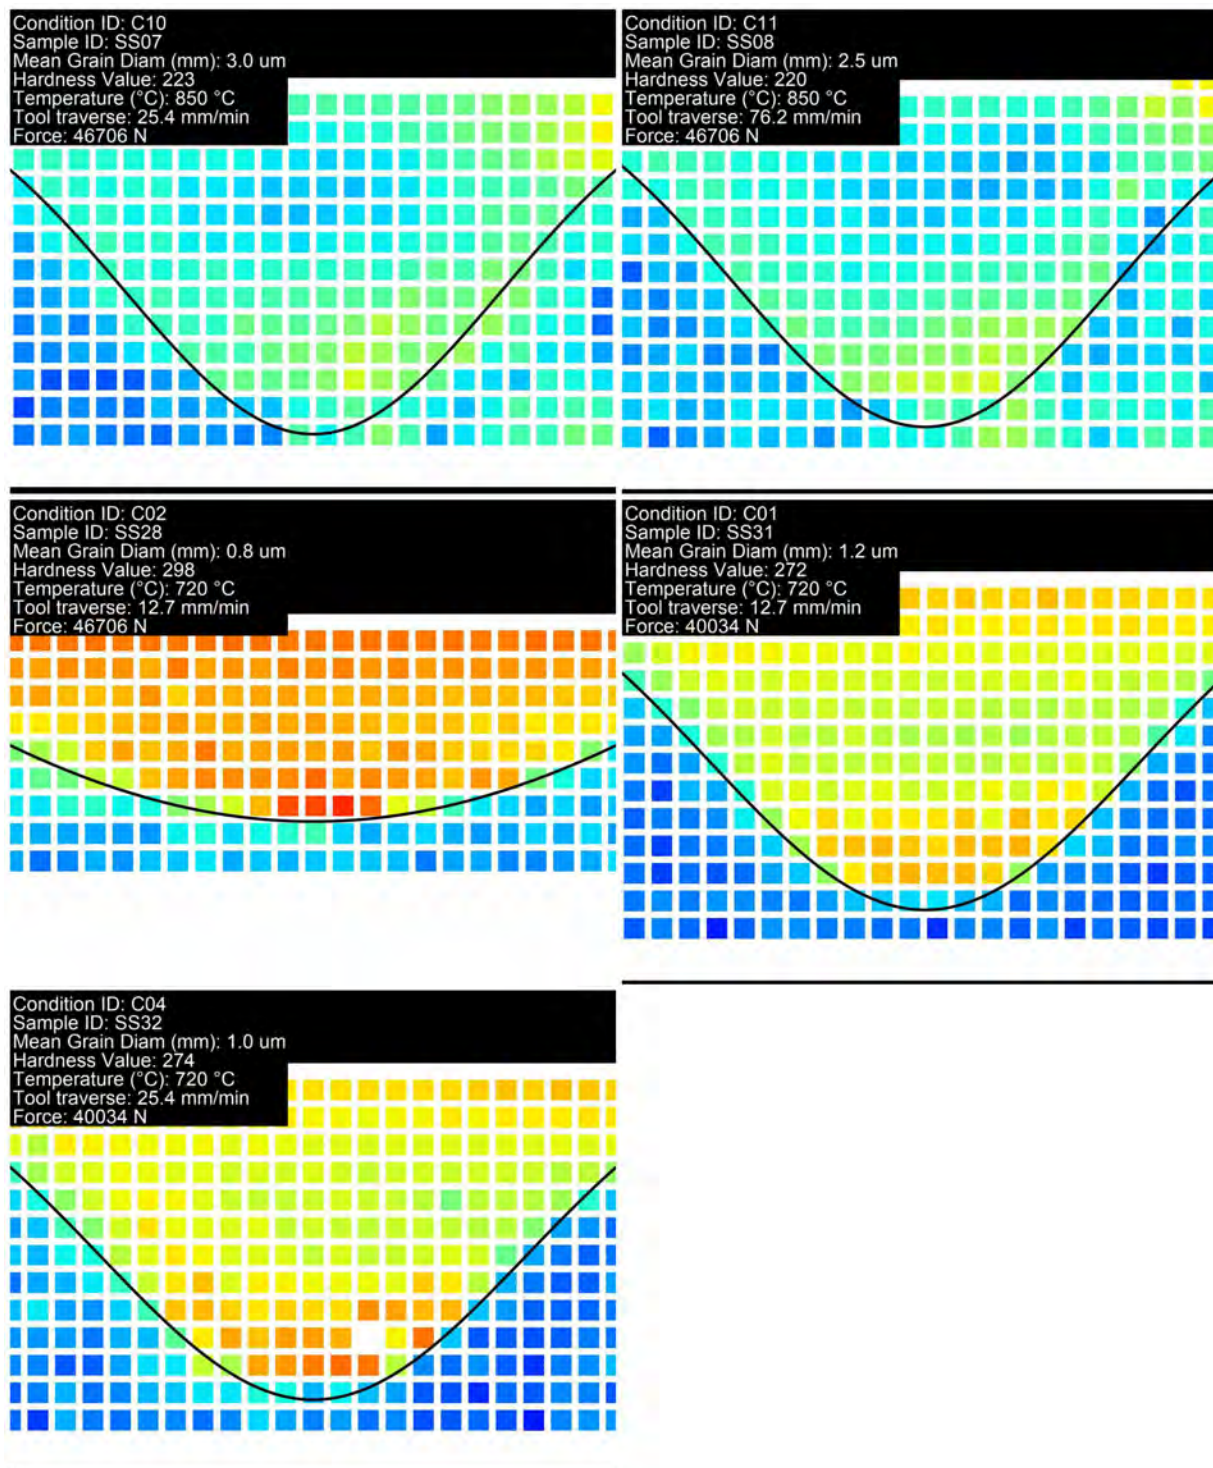 Condition ID: C10
Sample ID: SS07
Mean Grain Diam (mm): 3.0 um
Hardness Value: 223
Temperature (°C): 850 °C
Tool traverse: 25.4 mm/min
Force: 46706 N
Condition ID: C11
Sample ID: SS08
Mean Grain Diam (mm): 2.5 um
Hardness Value: 220
Temperature (°C): 850 °C
Tool traverse: 76.2 mm/min
Force: 46706 N
Condition ID: C02
Sample ID: SS28
Mean Grain Diam (mm): 0.8 um
Hardness Value: 298
Temperature (°C): 720 °C
Tool traverse: 12.7 mm/min
Force: 46706 N
Condition ID: C01
Sample ID: SS31
Mean Grain Diam (mm): 1.2 um
Hardness Value: 272
Temperature (°C): 720 °C
Tool traverse: 12.7 mm/min
Force: 40034 N
Condition ID: C04
Sample ID: SS32
Mean Grain Diam (mm): 1.0 um
Hardness Value: 274
Temperature (°C): 720 °C
Tool traverse: 25.4 mm/min
Force: 40034 N